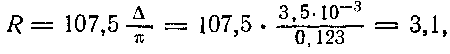 R = 107,5 Δ/π = 107,5 · 3,5·10⁻³/0,123 = 3,1,